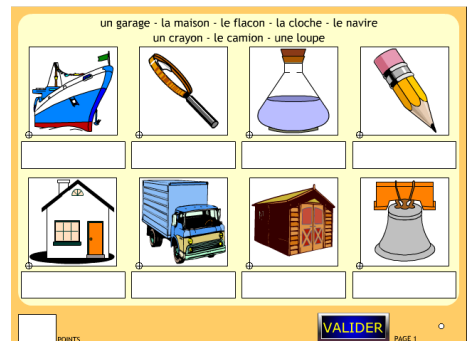 un garage - la maison - le flacon - la cloche - le navire
un crayon - le camion - une loupe
VALIDER
POINTS
PAGE 1